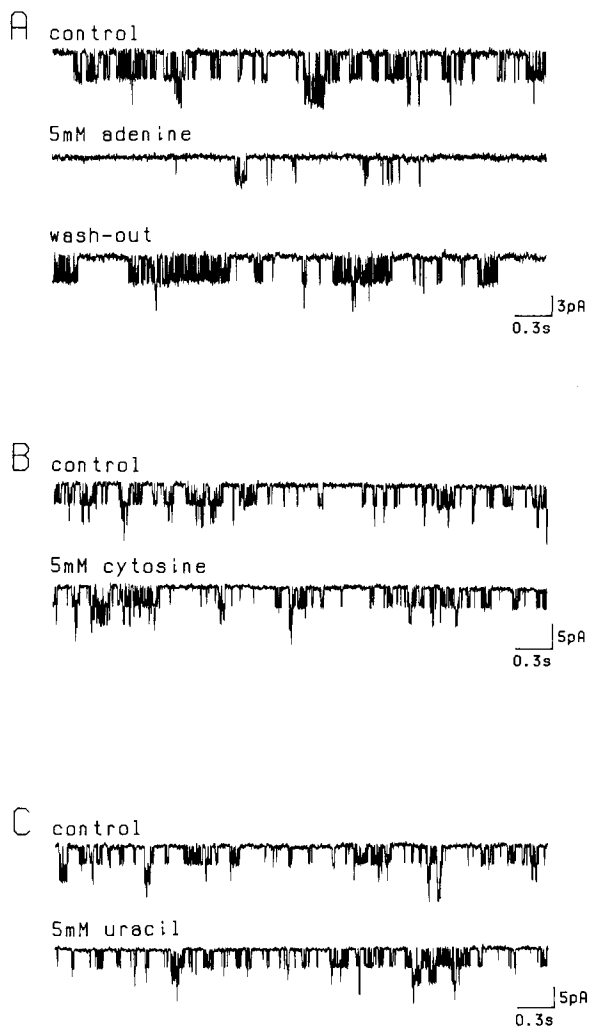 A
control
5mM adenine
wash-out
3pA
0.3s
B
control
5mM cytosine
5pA
0.3s
C
control
5mM uracil
5pA
0.3s